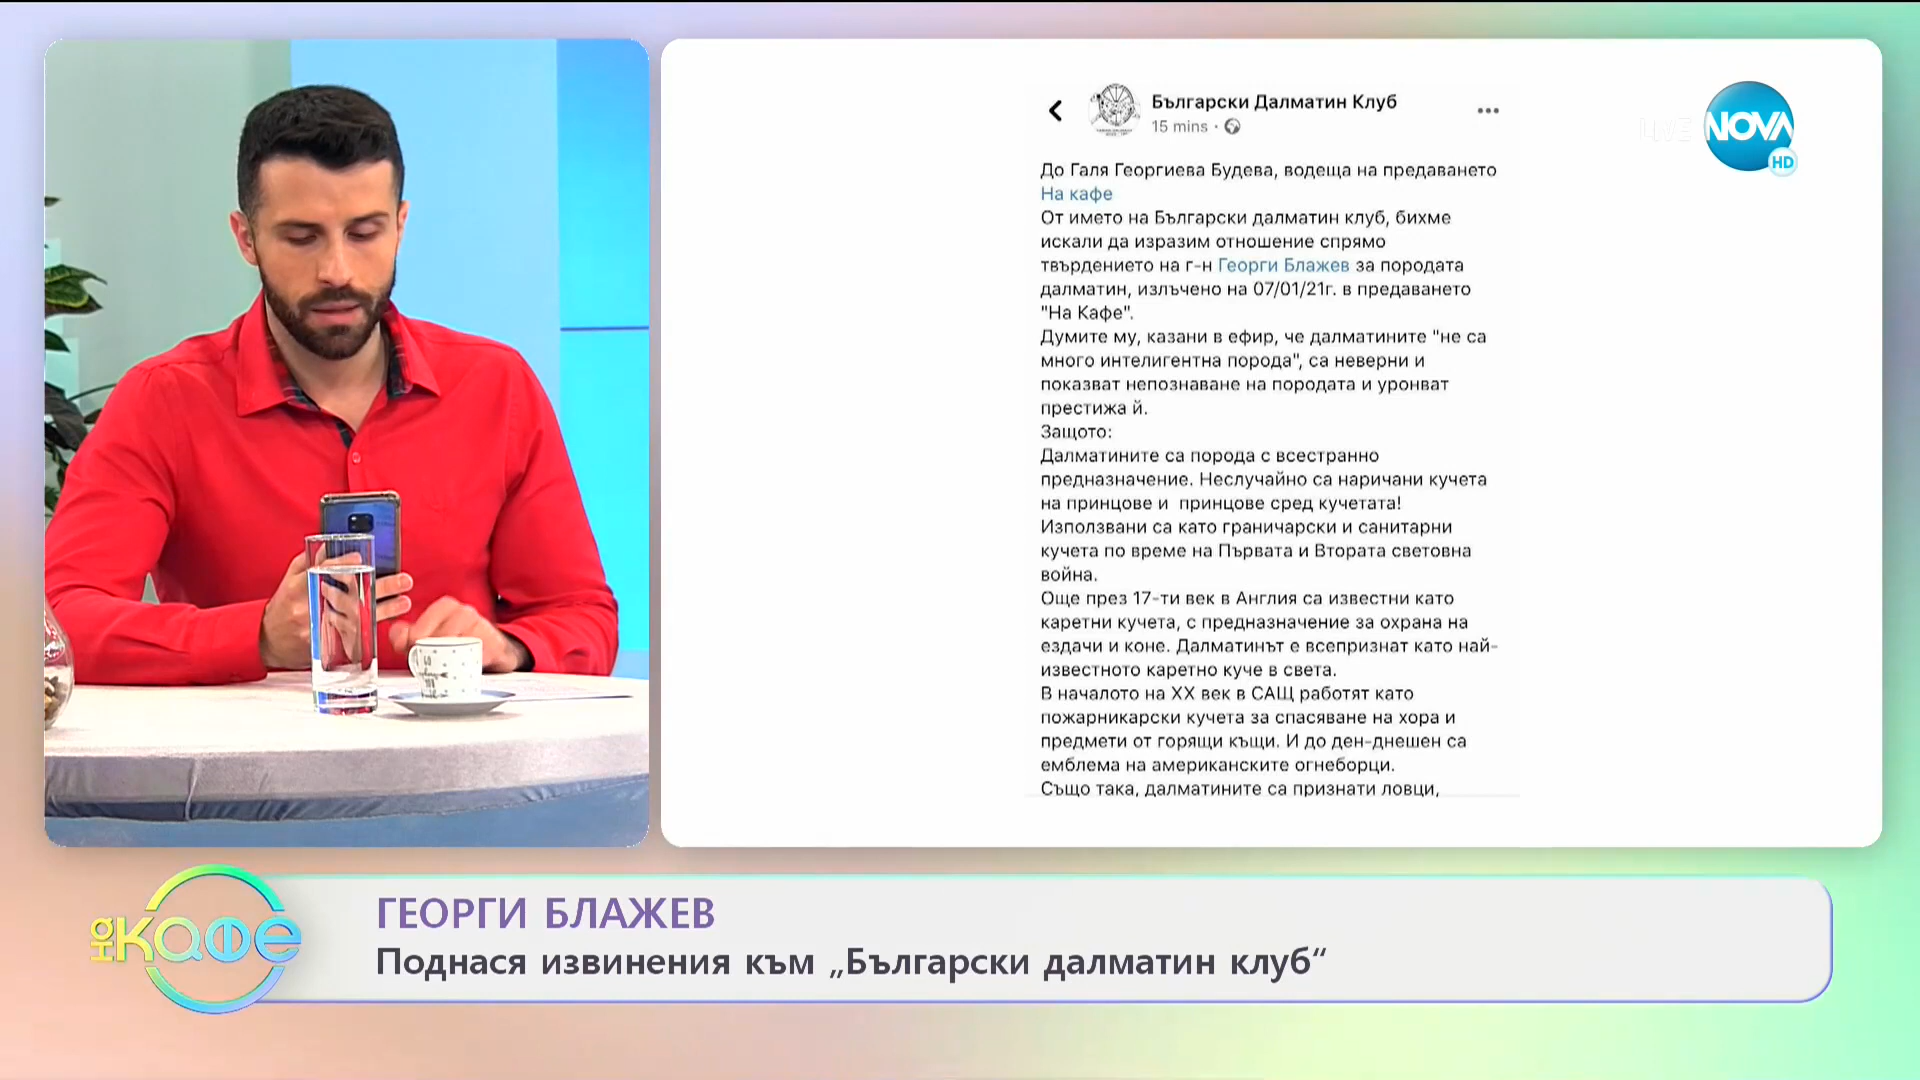 Български Далматин Клуб
15 mins ·
LIVE
NOVA
HD
До Галя Георгиева Будева, водеща на предаването
На кафе
От името на Български далматин клуб, бихме
искали да изразим отношение спрямо
твърдението на г-н Георги Блажев за породата
далматин, излъчено на 07/01/21г. в предаването
"На Кафе".
Думите му, казани в ефир, че далматините "не са
много интелигентна порода", са неверни и
показват непознаване на породата и уронват
престижа й.
Защото:
Далматините са порода с всестранно
предназначение. Неслучайно са наричани кучета
на принцове и принцове сред кучетата!
Използвани са като граничарски и санитарни
кучета по време на Първата и Втората световна
война.
Още през 17-ти век в Англия са известни като
каретни кучета, с предназначение за охрана на
ездачи и коне. Далматинът е всепризнат като най-
известното каретно куче в света.
В началото на XX век в САЩ работят като
пожарникарски кучета за спасяване на хора и
предмети от горящи къщи. И до ден-днешен са
емблема на американските огнеборци.
Също така, далматините са признати ловци,
на кафе
ГЕОРГИ БЛАЖЕВ
Поднася извинения към „Български далматин клуб“